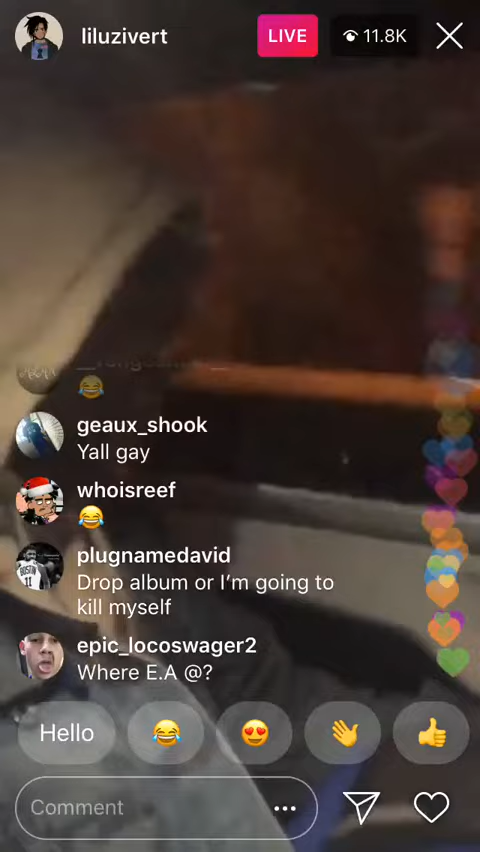 liluzivert
LIVE
11.8K
😂
geaux_shook
Yall gay
whoisreef
😂
plugnamedavid
Drop album or I'm going to
kill myself
epic_locoswager2
Where E.A @?
Hello 😂 😍 👋 👍
Comment